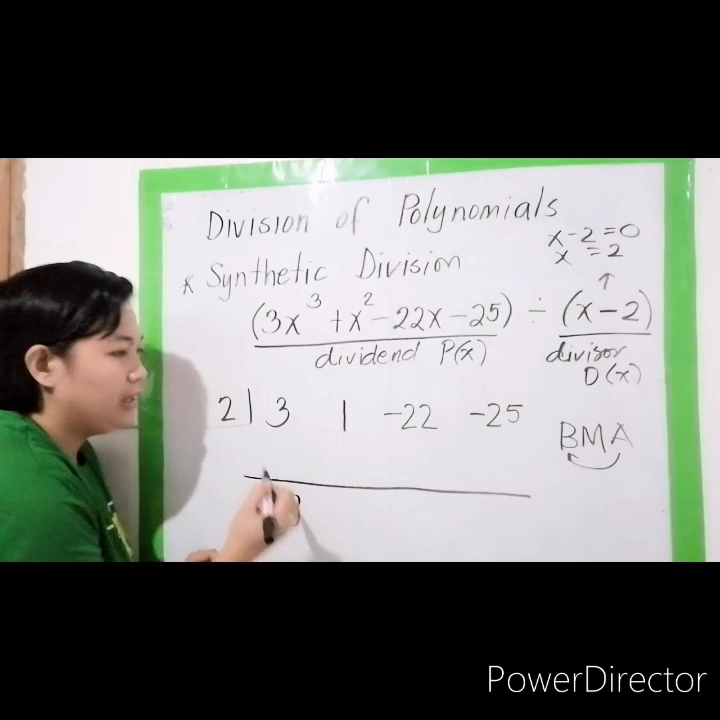 Division of Polynomials
x-2=0
x = 2
* Synthetic Division
(3x³ + x² - 22x - 25) ÷ (x - 2)
dividend P(x)
divisor
D(x)
2) 3 1 -22 -25
BMA
PowerDirector